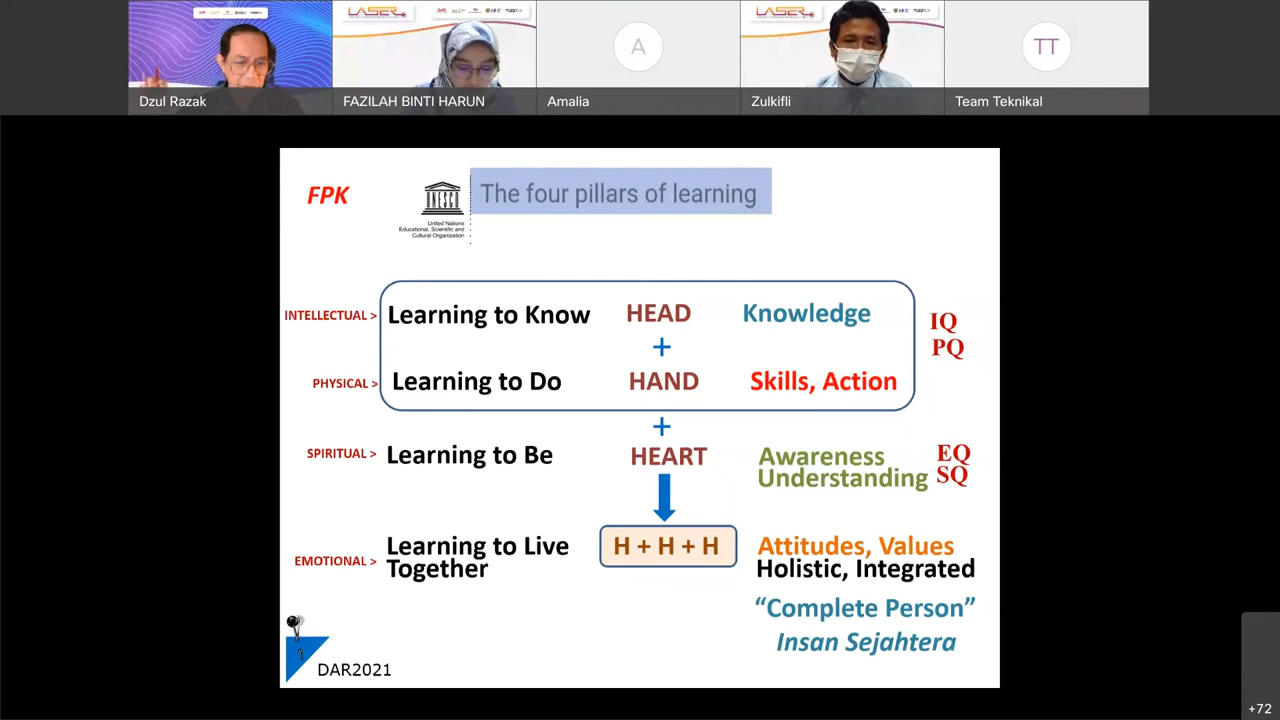 LASER
LASER
A
TT
Dzul Razak
FAZILAH BINTI HARUN
Amalia
Zulkifli
Team Teknikal
FPK
UNESCO
United Nations
Educational, Scientific and
Cultural Organization
The four pillars of learning
INTELLECTUAL > Learning to Know HEAD Knowledge
IQ
PQ
+
PHYSICAL > Learning to Do HAND Skills, Action
+
SPIRITUAL > Learning to Be HEART Awareness
Understanding
EQ
SQ
EMOTIONAL > Learning to Live
Together
H + H + H
Attitudes, Values
Holistic, Integrated
“Complete Person”
Insan Sejahtera
DAR2021
+72